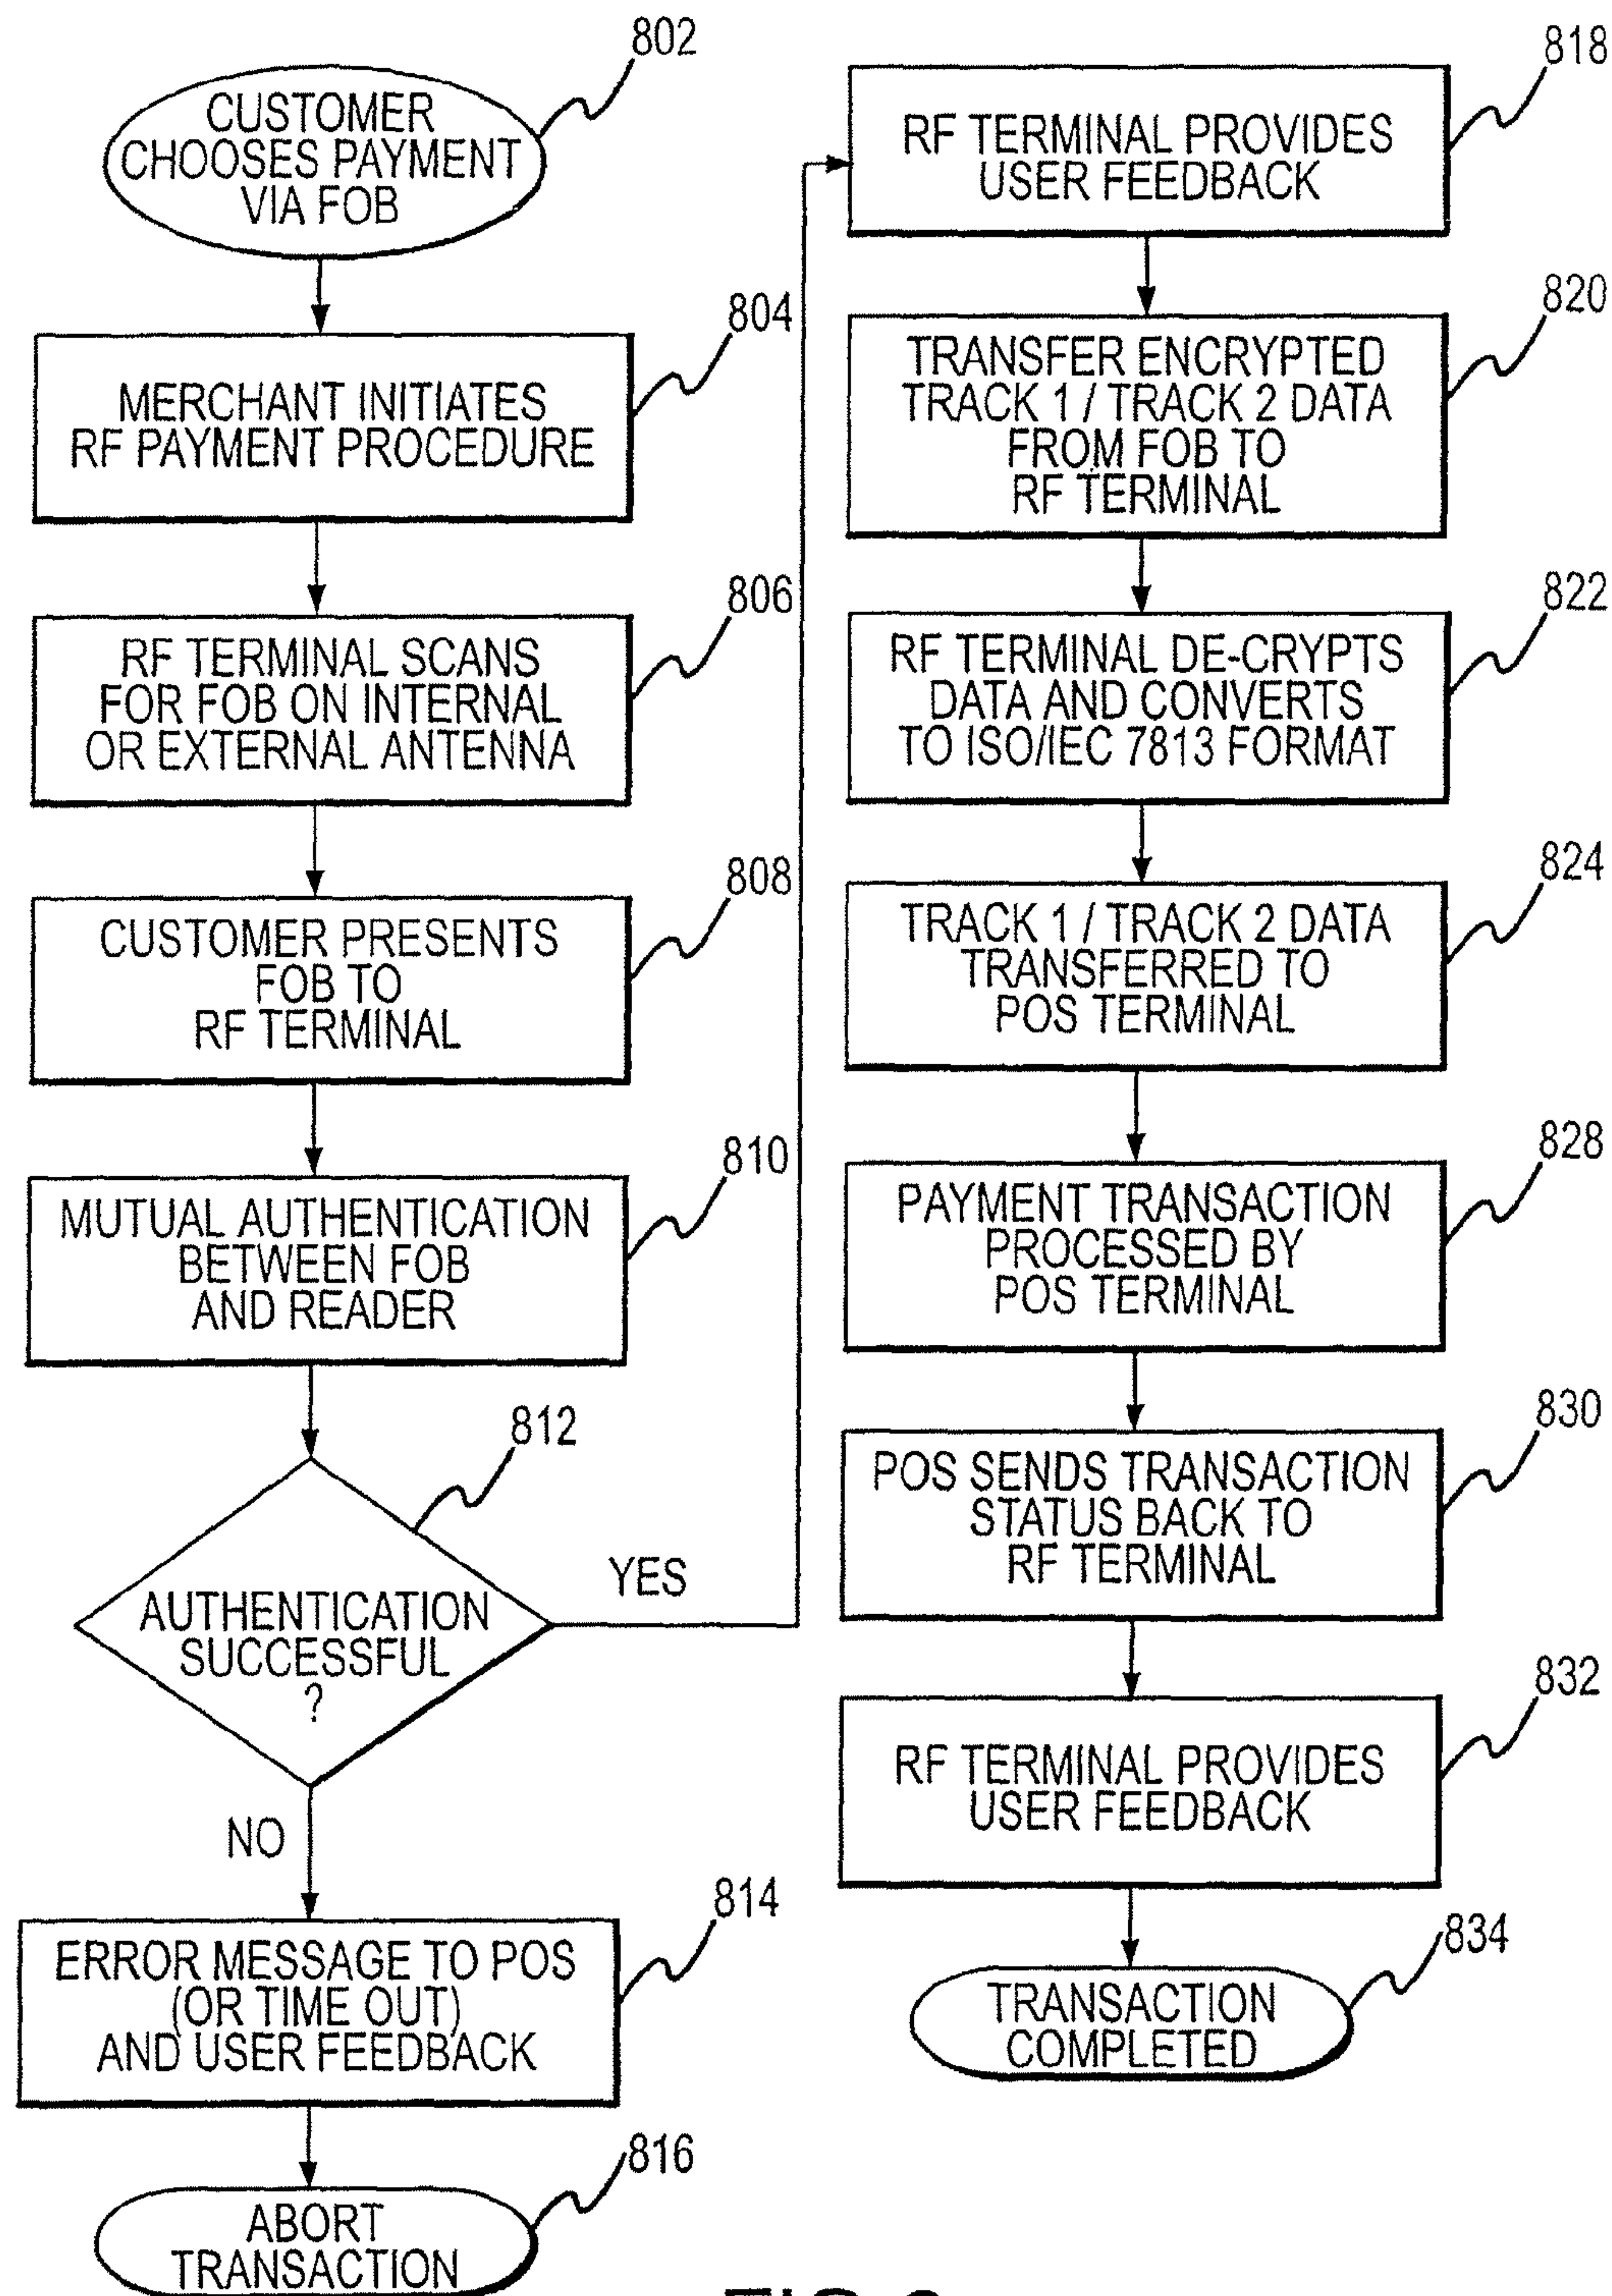 802
CUSTOMER
CHOOSES PAYMENT
VIA FOB
804
MERCHANT INITIATES
RF PAYMENT PROCEDURE
806
RF TERMINAL SCANS
FOR FOB ON INTERNAL
OR EXTERNAL ANTENNA
808
CUSTOMER PRESENTS
FOB TO
RF TERMINAL
810
MUTUAL AUTHENTICATION
BETWEEN FOB
AND READER
812
AUTHENTICATION
SUCCESSFUL
?
YES
NO
814
ERROR MESSAGE TO POS
(OR TIME OUT)
AND USER FEEDBACK
816
ABORT
TRANSACTION
818
RF TERMINAL PROVIDES
USER FEEDBACK
820
TRANSFER ENCRYPTED
TRACK 1 / TRACK 2 DATA
FROM FOB TO
RF TERMINAL
822
RF TERMINAL DE-CRYPTS
DATA AND CONVERTS
TO ISO/IEC 7813 FORMAT
824
TRACK 1 / TRACK 2 DATA
TRANSFERRED TO
POS TERMINAL
828
PAYMENT TRANSACTION
PROCESSED BY
POS TERMINAL
830
POS SENDS TRANSACTION
STATUS BACK TO
RF TERMINAL
832
RF TERMINAL PROVIDES
USER FEEDBACK
834
TRANSACTION
COMPLETED